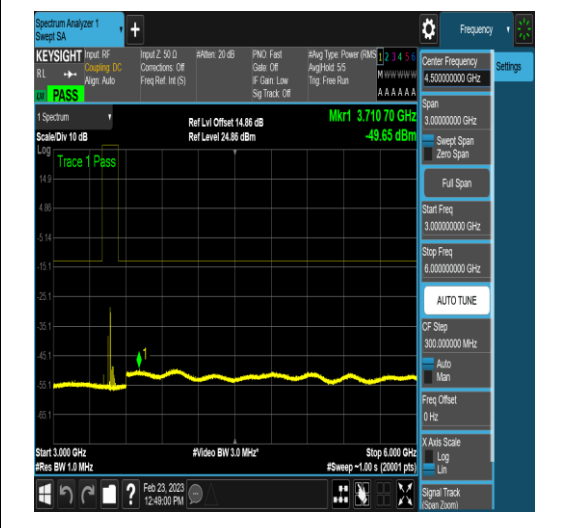 Spectrum Analyzer 1
Swept SA
+
Frequency
KEYSIGHT
RL
Input: RF
Coupling: DC
Align: Auto
Input Z: 50 Ω
Corrections: Off
Freq Ref: Int (S)
#Atten: 20 dB
PNO: Fast
Gate: Off
IF Gain: Low
Sig Track: Off
#Avg Type: Power (RMS)
Avg|Hold: 5/5
Trig: Free Run
1 2 3 4 5 6
M W W W W W
A A A A A A
PASS
1 Spectrum
Scale/Div 10 dB
Ref Lvl Offset 14.86 dB
Ref Level 24.86 dBm
Mkr1 3.710 70 GHz
-49.65 dBm
Log
Trace 1 Pass
14.9
4.86
-5.14
-15.1
-25.1
-35.1
-45.1
-55.1
-65.1
1
Start 3.000 GHz
#Res BW 1.0 MHz
#Video BW 3.0 MHz*
Stop 6.000 GHz
#Sweep ~1.00 s (20001 pts)
?
Feb 23, 2023
12:49:00 PM
Center Frequency
4.500000000 GHz
Settings
Span
3.00000000 GHz
Swept Span
Zero Span
Full Span
Start Freq
3.000000000 GHz
Stop Freq
6.000000000 GHz
AUTO TUNE
CF Step
300.000000 MHz
Auto
Man
Freq Offset
0 Hz
X Axis Scale
Log
Lin
Signal Track
(Span Zoom)